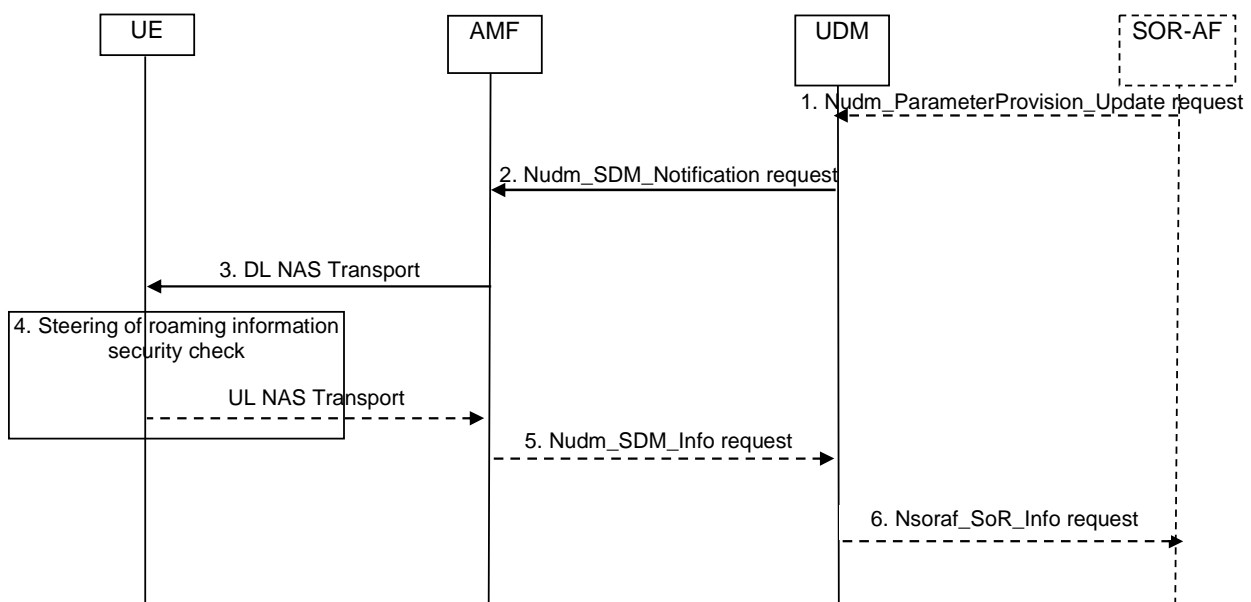 UE
AMF
UDM
SOR-AF
1. Nudm_ParameterProvision_Update request
2. Nudm_SDM_Notification request
3. DL NAS Transport
4. Steering of roaming information
security check
UL NAS Transport
5. Nudm_SDM_Info request
6. Nsoraf_SoR_Info request